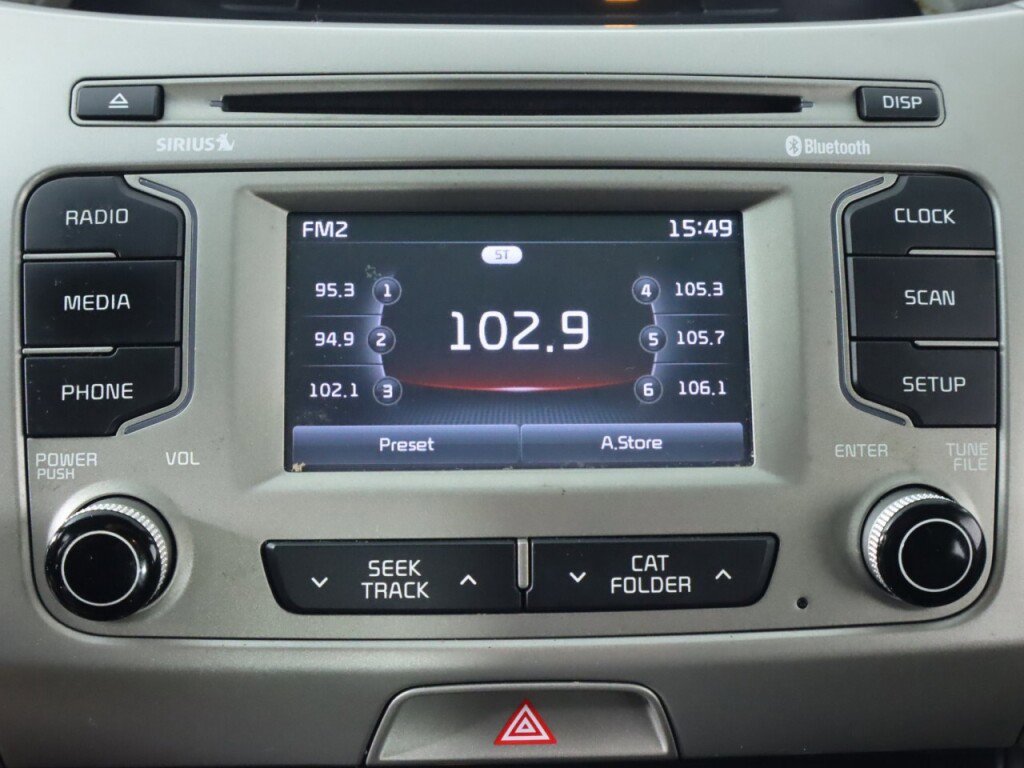 DISP
SIRIUS
Bluetooth
RADIO
MEDIA
PHONE
CLOCK
SCAN
SETUP
FM2
15:49
ST
95.3 1
94.9 2
102.1 3
102.9
4 105.3
5 105.7
6 106.1
Preset
A.Store
POWER
PUSH
VOL
ENTER
TUNE
FILE
SEEK
TRACK
CAT
FOLDER